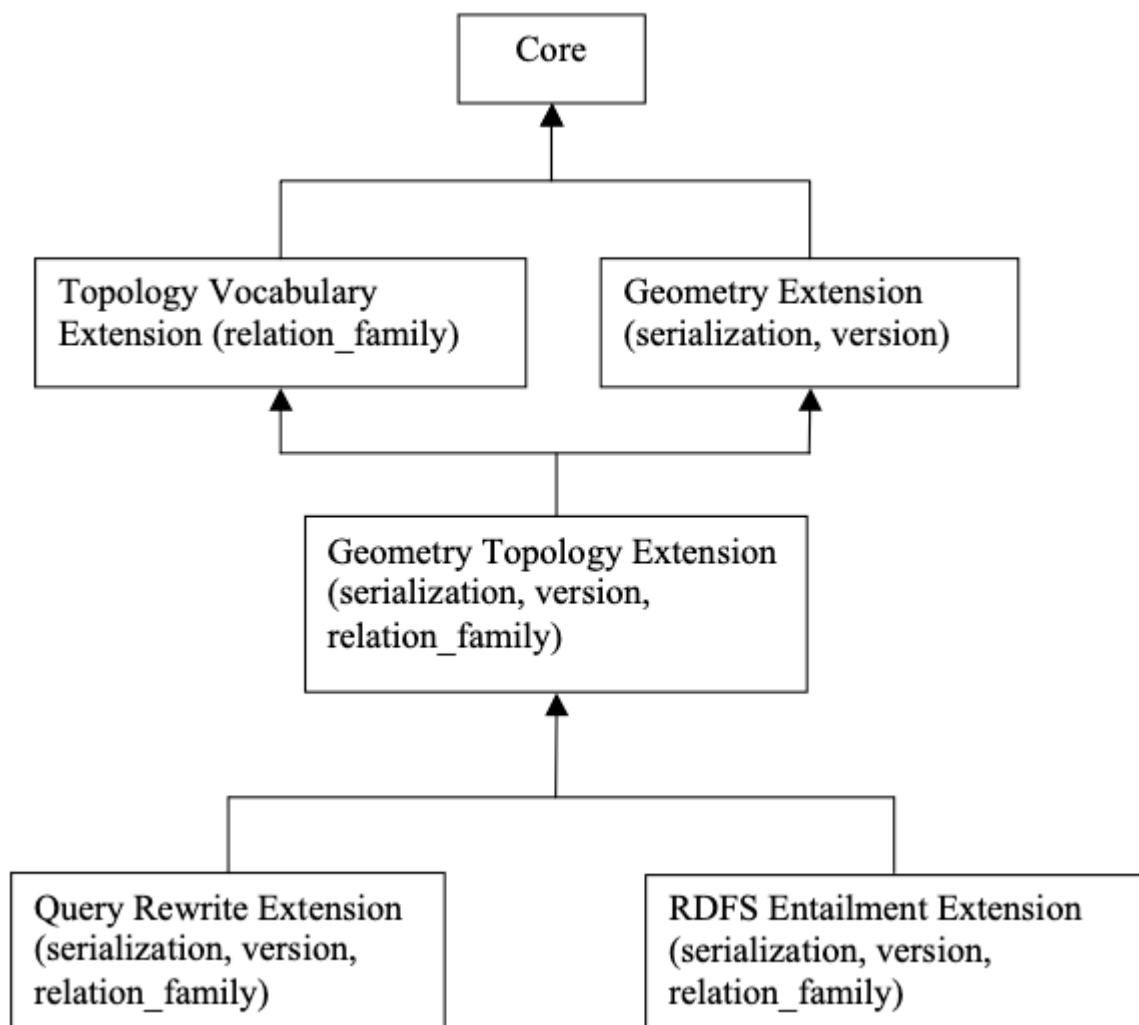 Core
Topology Vocabulary
Extension (relation_family)
Geometry Extension
(serialization, version)
Geometry Topology Extension
(serialization, version,
relation_family)
Query Rewrite Extension
(serialization, version,
relation_family)
RDFS Entailment Extension
(serialization, version,
relation_family)